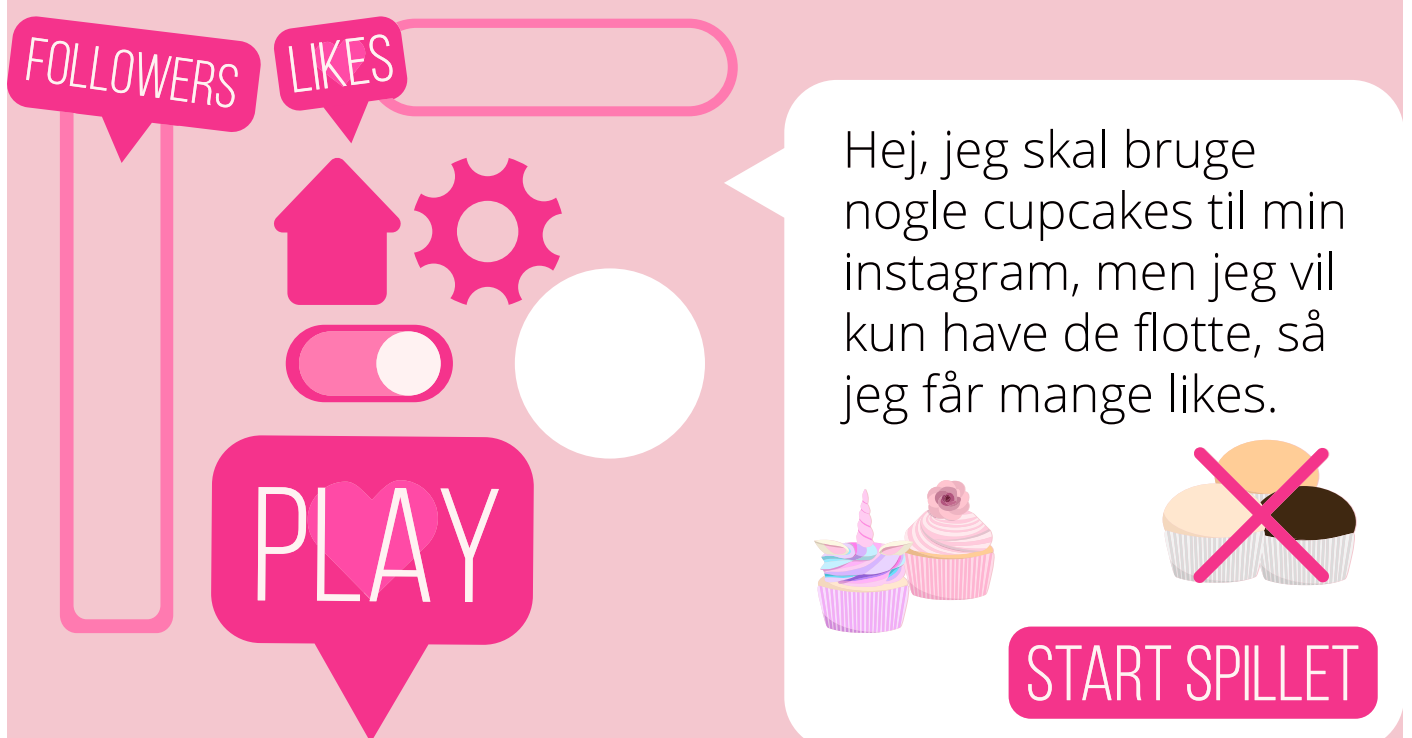 FOLLOWERS
LIKES
Hej, jeg skal bruge
nogle cupcakes til min
instagram, men jeg vil
kun have de flotte, så
jeg får mange likes.
PLAY
START SPILLET